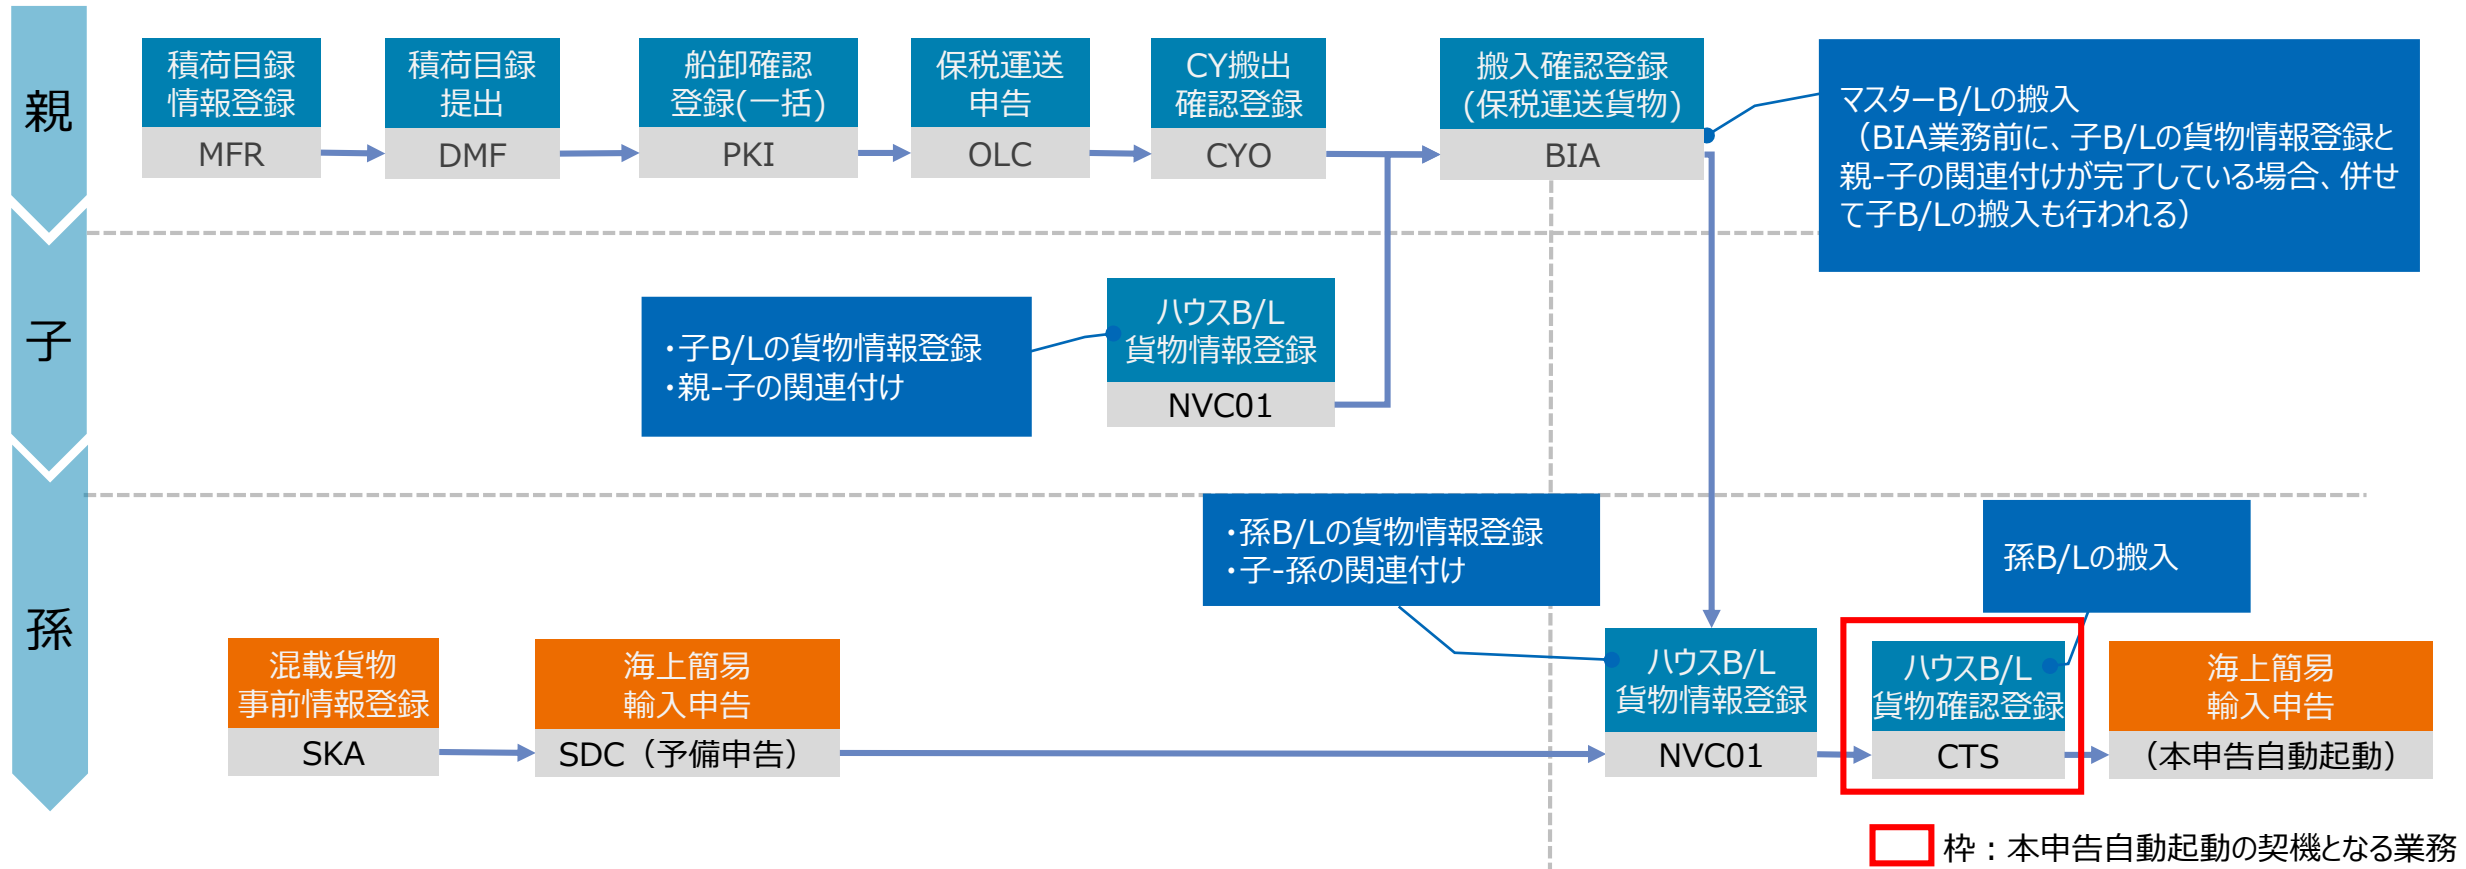 親
積荷目録
情報登録
MFR
積荷目録
提出
DMF
船卸確認
登録(一括)
PKI
保税運送
申告
OLC
CY搬出
確認登録
CYO
搬入確認登録
(保税運送貨物)
BIA
マスターB/Lの搬入
（BIA業務前に、子B/Lの貨物情報登録と
親-子の関連付けが完了している場合、併せ
て子B/Lの搬入も行われる）
子
・子B/Lの貨物情報登録
・親-子の関連付け
ハウスB/L
貨物情報登録
NVC01
孫
・孫B/Lの貨物情報登録
・子-孫の関連付け
孫B/Lの搬入
混載貨物
事前情報登録
SKA
海上簡易
輸入申告
SDC（予備申告）
ハウスB/L
貨物情報登録
NVC01
ハウスB/L
貨物確認登録
CTS
海上簡易
輸入申告
（本申告自動起動）
枠：本申告自動起動の契機となる業務